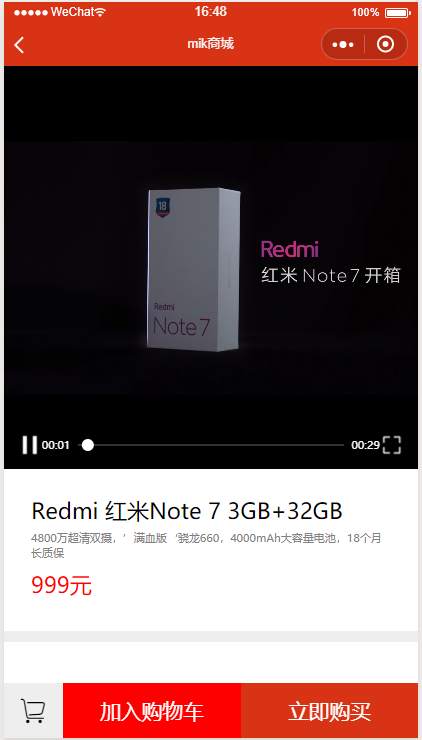 WeChat 16:48 100%
mik商城
18
Redmi
红米 Note 7 开箱
Redmi
Note 7
00:01 00:29
Redmi 红米Note 7 3GB+32GB
4800万超清双摄，'满血版'骁龙660，4000mAh大容量电池，18个月
长质保
999元
加入购物车 立即购买